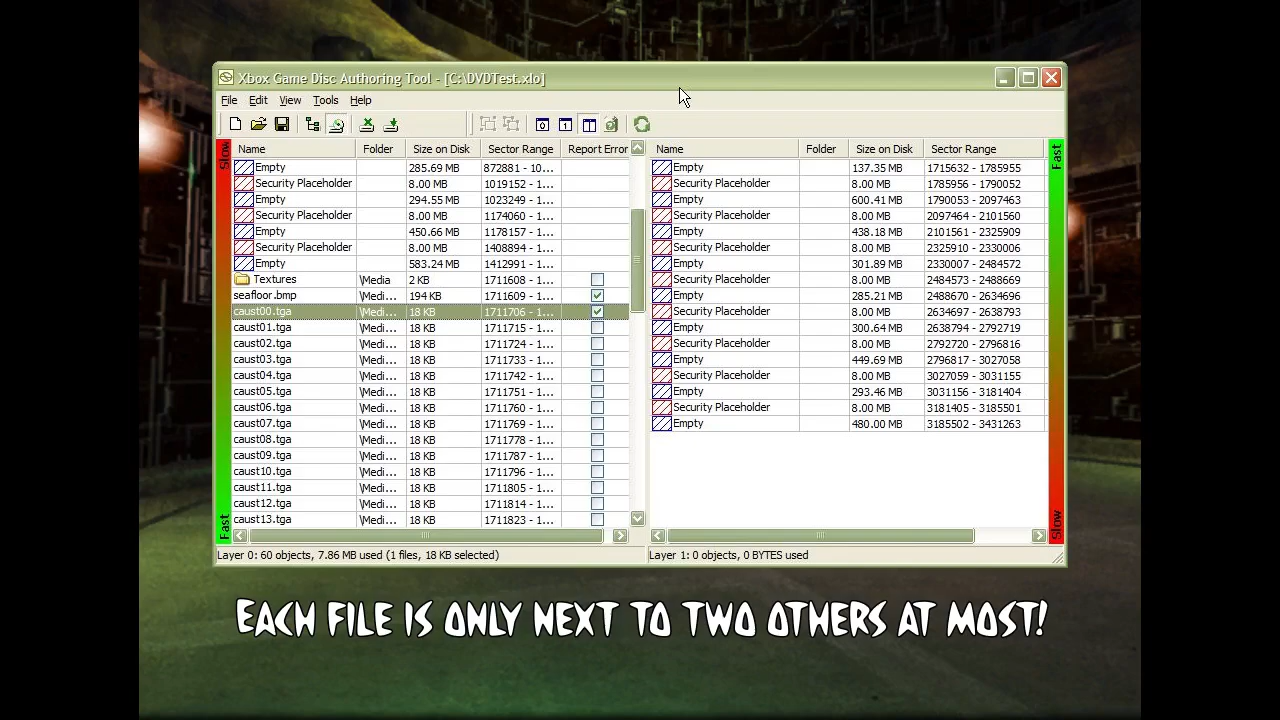 Xbox Game Disc Authoring Tool - [C:\DVDTest.xlo]
File Edit View Tools Help
Slow Name Folder Size on Disk Sector Range Report Error
Empty 285.69 MB 872881 - 10...
Security Placeholder 8.00 MB 1019152 - 1...
Empty 294.55 MB 1023249 - 1...
Security Placeholder 8.00 MB 1174060 - 1...
Empty 450.66 MB 1178157 - 1...
Security Placeholder 8.00 MB 1408894 - 1...
Empty 583.24 MB 1412991 - 1...
Textures \Media 2 KB 1711608 - 1...
seafloor.bmp \Medi... 194 KB 1711609 - 1...
caust00.tga \Medi... 18 KB 1711706 - 1...
caust01.tga \Medi... 18 KB 1711715 - 1...
caust02.tga \Medi... 18 KB 1711724 - 1...
caust03.tga \Medi... 18 KB 1711733 - 1...
caust04.tga \Medi... 18 KB 1711742 - 1...
caust05.tga \Medi... 18 KB 1711751 - 1...
caust06.tga \Medi... 18 KB 1711760 - 1...
caust07.tga \Medi... 18 KB 1711769 - 1...
caust08.tga \Medi... 18 KB 1711778 - 1...
caust09.tga \Medi... 18 KB 1711787 - 1...
caust10.tga \Medi... 18 KB 1711796 - 1...
caust11.tga \Medi... 18 KB 1711805 - 1...
caust12.tga \Medi... 18 KB 1711814 - 1...
caust13.tga \Medi... 18 KB 1711823 - 1...
Fast
Layer 0: 60 objects, 7.86 MB used (1 files, 18 KB selected)
Name Folder Size on Disk Sector Range Fast
Empty 137.35 MB 1715632 - 1785955
Security Placeholder 8.00 MB 1785956 - 1790052
Empty 600.41 MB 1790053 - 2097463
Security Placeholder 8.00 MB 2097464 - 2101560
Empty 438.18 MB 2101561 - 2325909
Security Placeholder 8.00 MB 2325910 - 2330006
Empty 301.89 MB 2330007 - 2484572
Security Placeholder 8.00 MB 2484573 - 2488669
Empty 285.21 MB 2488670 - 2634696
Security Placeholder 8.00 MB 2634697 - 2638793
Empty 300.64 MB 2638794 - 2792719
Security Placeholder 8.00 MB 2792720 - 2796816
Empty 449.69 MB 2796817 - 3027058
Security Placeholder 8.00 MB 3027059 - 3031155
Empty 293.46 MB 3031156 - 3181404
Security Placeholder 8.00 MB 3181405 - 3185501
Empty 480.00 MB 3185502 - 3431263
Slow
Layer 1: 0 objects, 0 BYTES used
EACH FILE IS ONLY NEXT TO TWO OTHERS AT MOST!